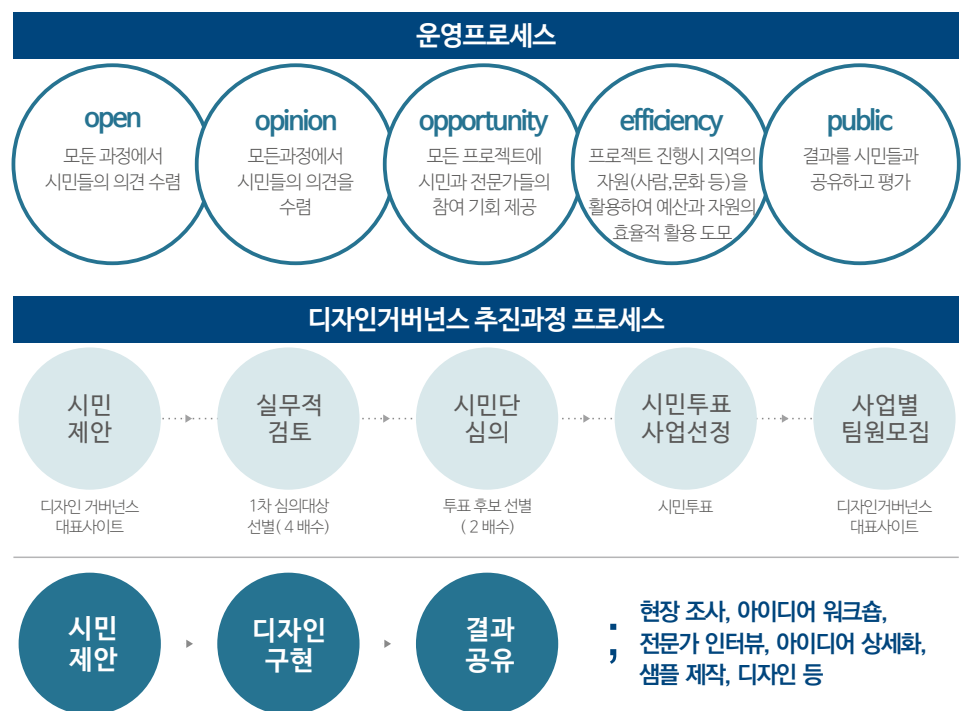 운영프로세스
open
모둔 과정에서
시민들의 의견 수렴
opinion
모든과정에서
시민들의 의견을
수렴
opportunity
모든 프로젝트에
시민과 전문가들의
참여 기회 제공
efficiency
프로젝트 진행시 지역의
자원(사람,문화 등)을
활용하여 예산과 자원의
효율적 활용 도모
public
결과를 시민들과
공유하고 평가
디자인거버넌스 추진과정 프로세스
시민
제안
디자인 거버넌스
대표사이트
실무적
검토
1차 심의대상
선별( 4 배수)
시민단
심의
투표 후보 선별
( 2 배수)
시민투표
사업선정
시민투표
사업별
팀원모집
디자인거버넌스
대표사이트
시민
제안
디자인
구현
결과
공유
;
현장 조사, 아이디어 워크숍,
전문가 인터뷰, 아이디어 상세화,
샘플 제작, 디자인 등